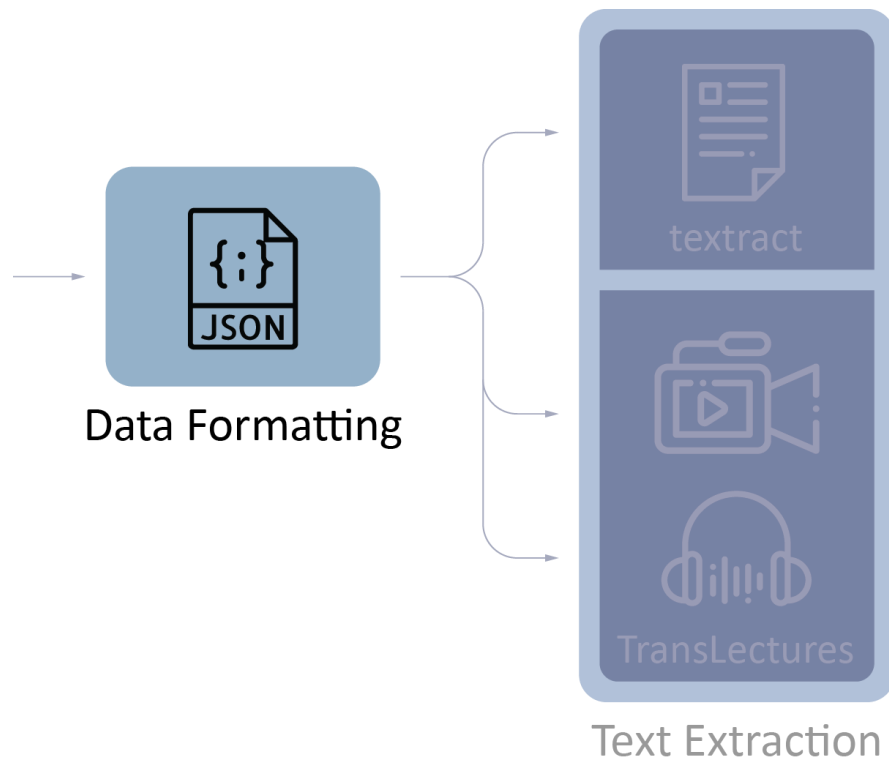 {;}
JSON
Data Formatting
textract
TransLectures
Text Extraction